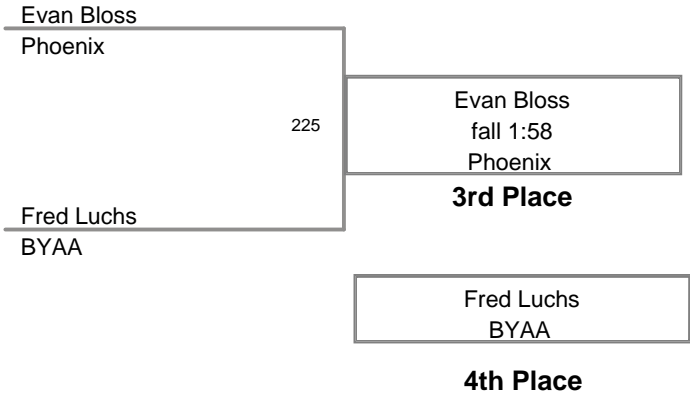 Evan Bloss
Phoenix
225
Evan Bloss
fall 1:58
Phoenix
3rd Place
Fred Luchs
BYAA
Fred Luchs
BYAA
4th Place